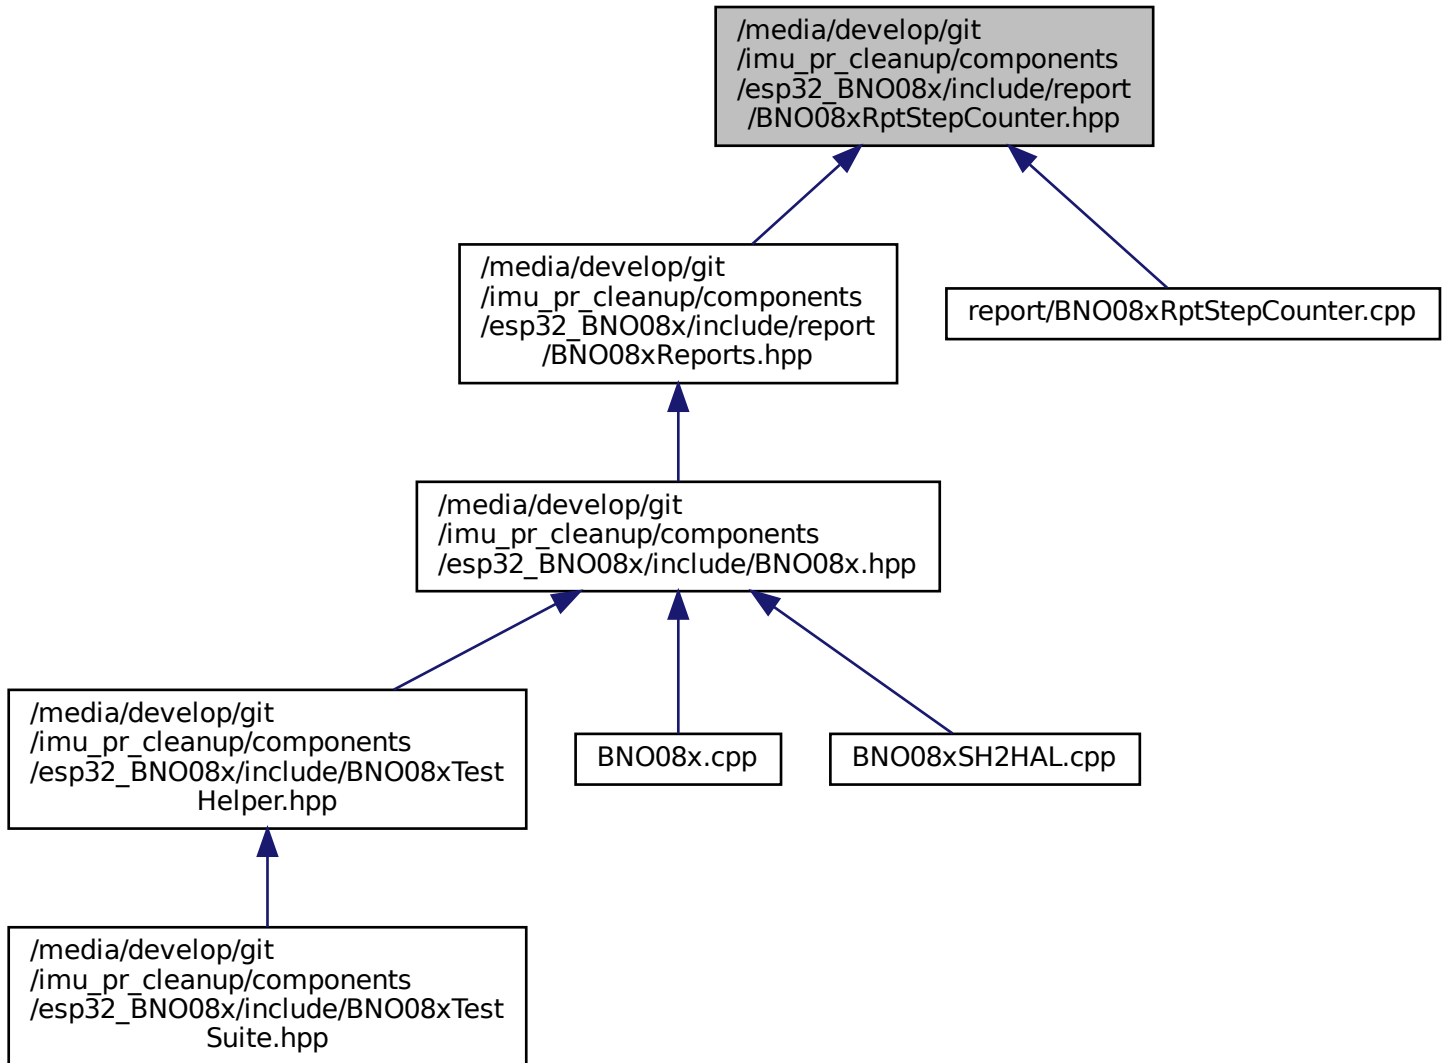 /media/develop/git
/imu_pr_cleanup/components
/esp32_BNO08x/include/report
/BNO08xRptStepCounter.hpp
/media/develop/git
/imu_pr_cleanup/components
/esp32_BNO08x/include/report
/BNO08xReports.hpp
report/BNO08xRptStepCounter.cpp
/media/develop/git
/imu_pr_cleanup/components
/esp32_BNO08x/include/BNO08x.hpp
/media/develop/git
/imu_pr_cleanup/components
/esp32_BNO08x/include/BNO08xTest
Helper.hpp
BNO08x.cpp
BNO08xSH2HAL.cpp
/media/develop/git
/imu_pr_cleanup/components
/esp32_BNO08x/include/BNO08xTest
Suite.hpp